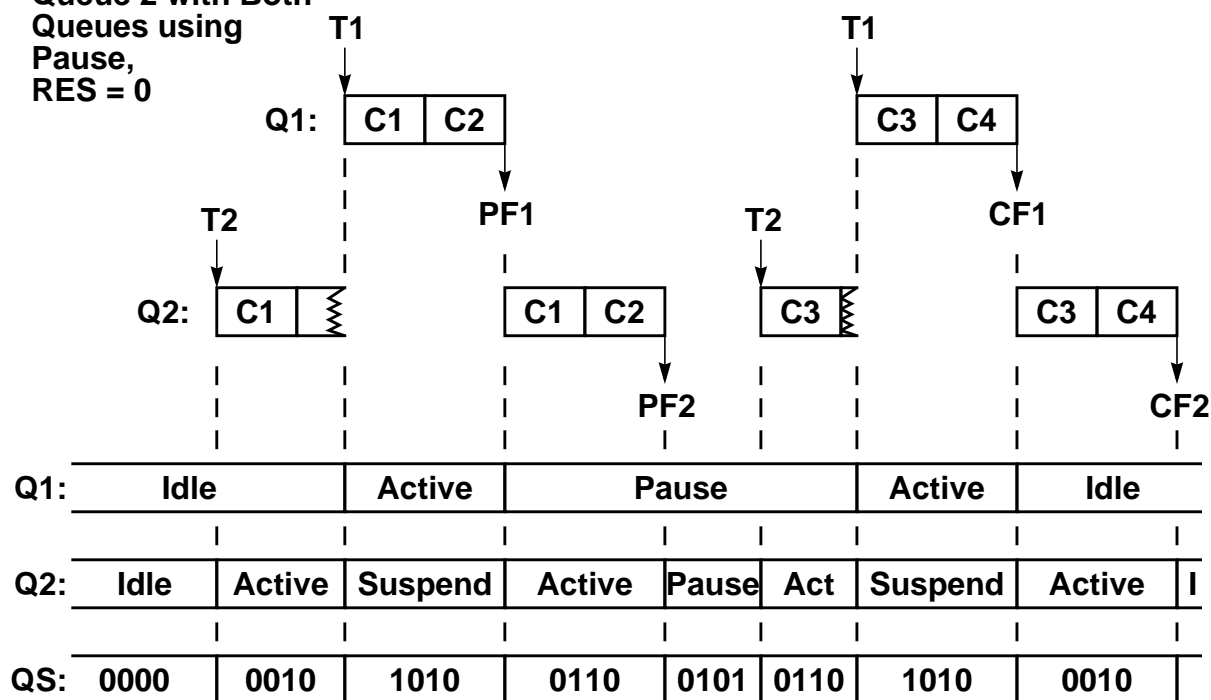 Queue 2 with Both
Queues using
Pause,
RES = 0
T1 T1
Q1: C1 C2 C3 C4
PF1 CF1
T2 T2
Q2: C1 C1 C2 C3 C3 C4
PF2 CF2
Q1: Idle Active Pause Active Idle
Q2: Idle Active Suspend Active Pause Act Suspend Active I
QS: 0000 0010 1010 0110 0101 0110 1010 0010